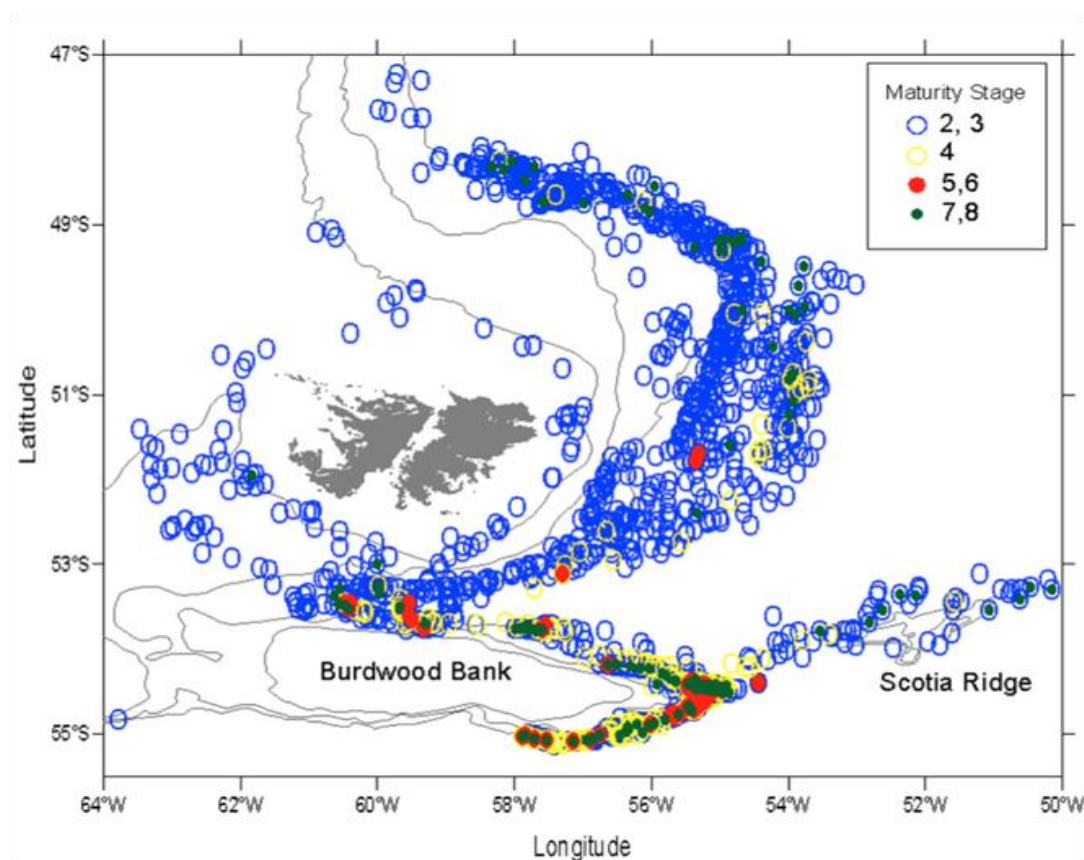 47°S
49°S
51°S
53°S
55°S
Latitude
Maturity Stage
2, 3
4
5,6
7,8
Burdwood Bank
Scotia Ridge
64°W
62°W
60°W
58°W
56°W
54°W
52°W
50°W
Longitude